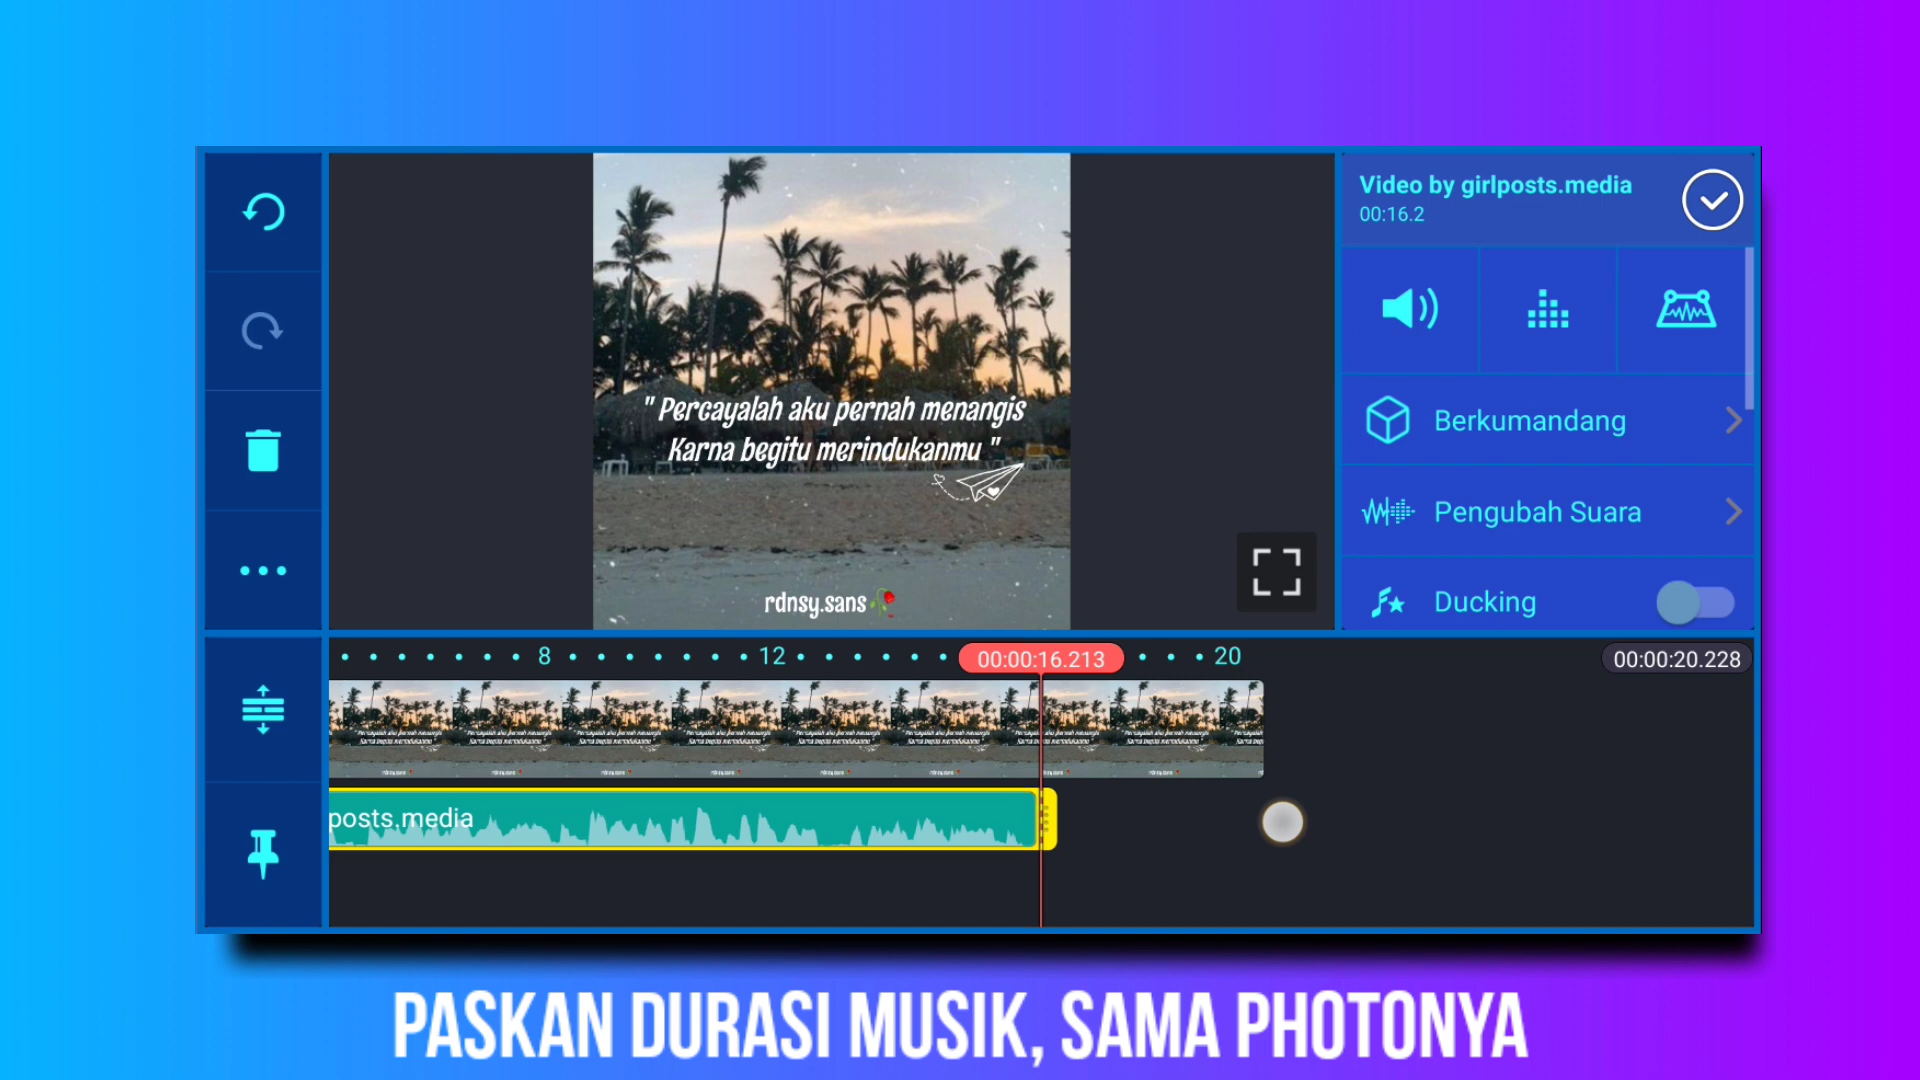 Video by girlposts.media
00:16.2
" Percayalah aku pernah menangis
Karna begitu merindukanmu "
rdnsy.sans
Berkumandang
Pengubah Suara
Ducking
8
12
00:00:16.213
20
00:00:20.228
posts.media
PASKAN DURASI MUSIK, SAMA PHOTONYA